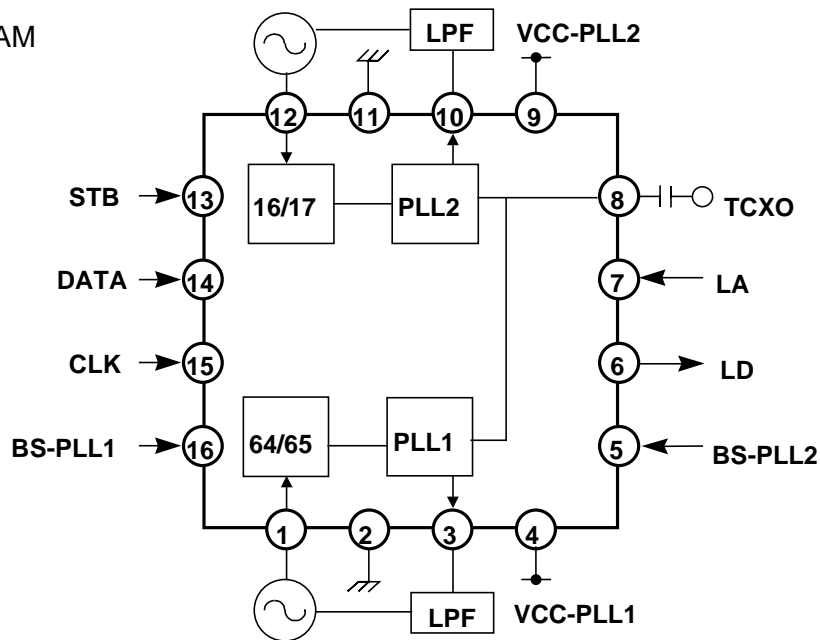 AM
LPF
VCC-PLL2
12
11
10
9
STB
13
16/17
PLL2
8
TCXO
DATA
14
7
LA
CLK
15
6
LD
BS-PLL1
16
64/65
PLL1
5
BS-PLL2
1
2
3
4
LPF
VCC-PLL1